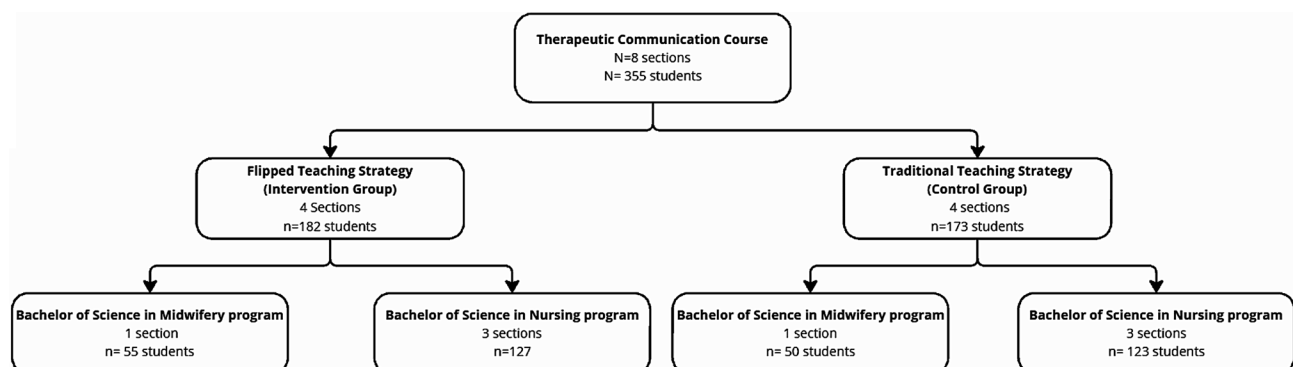 Therapeutic Communication Course
N=8 sections
N= 355 students
Flipped Teaching Strategy
(Intervention Group)
4 Sections
n=182 students
Traditional Teaching Strategy
(Control Group)
4 sections
n=173 students
Bachelor of Science in Midwifery program
1 section
n= 55 students
Bachelor of Science in Nursing program
3 sections
n=127
Bachelor of Science in Midwifery program
1 section
n= 50 students
Bachelor of Science in Nursing program
3 sections
n= 123 students